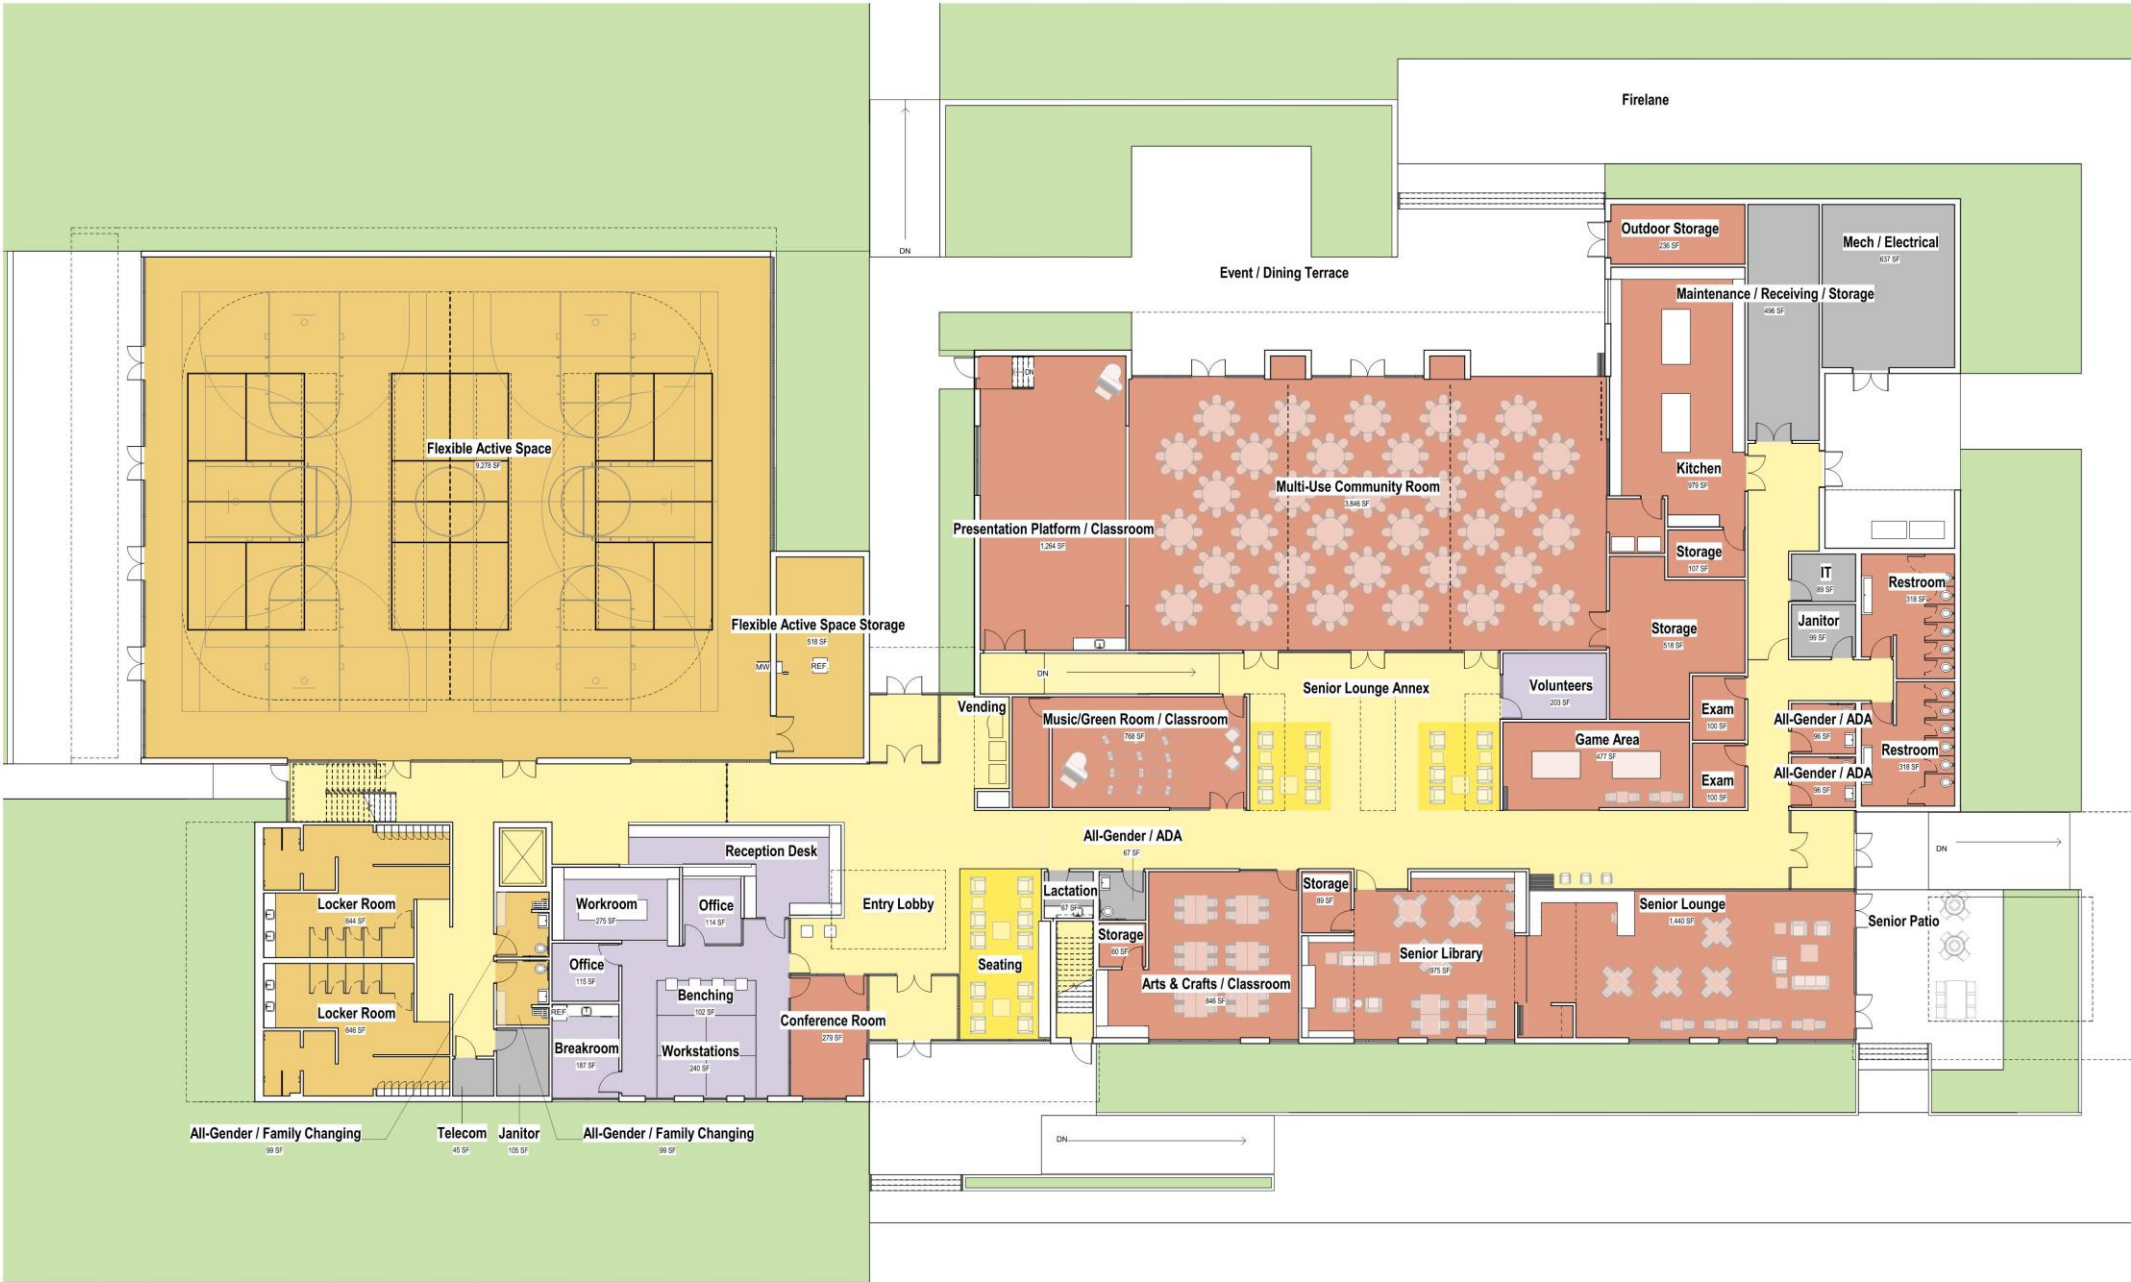 Firelane
Outdoor Storage
236 SF
Mech / Electrical
637 SF
DN
Event / Dining Terrace
Maintenance / Receiving / Storage
496 SF
DN
Flexible Active Space
9,278 SF
Kitchen
979 SF
Multi-Use Community Room
3,846 SF
Presentation Platform / Classroom
1,264 SF
Storage
107 SF
IT
89 SF
Restroom
318 SF
Flexible Active Space Storage
518 SF
MW
REF.
Storage
518 SF
Janitor
99 SF
DN
Senior Lounge Annex
Volunteers
203 SF
Vending
Music/Green Room / Classroom
768 SF
Exam
100 SF
All-Gender / ADA
96 SF
Game Area
477 SF
Restroom
318 SF
Exam
100 SF
All-Gender / ADA
96 SF
All-Gender / ADA
67 SF
Reception Desk
DN
Locker Room
644 SF
Workroom
275 SF
Office
114 SF
Entry Lobby
Lactation
67 SF
Storage
89 SF
Senior Lounge
1,440 SF
Senior Patio
Storage
60 SF
Senior Library
975 SF
Office
115 SF
Seating
Arts & Crafts / Classroom
846 SF
Benching
102 SF
Locker Room
646 SF
REF.
Conference Room
279 SF
Breakroom
187 SF
Workstations
240 SF
All-Gender / Family Changing
99 SF
Telecom
45 SF
Janitor
105 SF
All-Gender / Family Changing
99 SF
DN